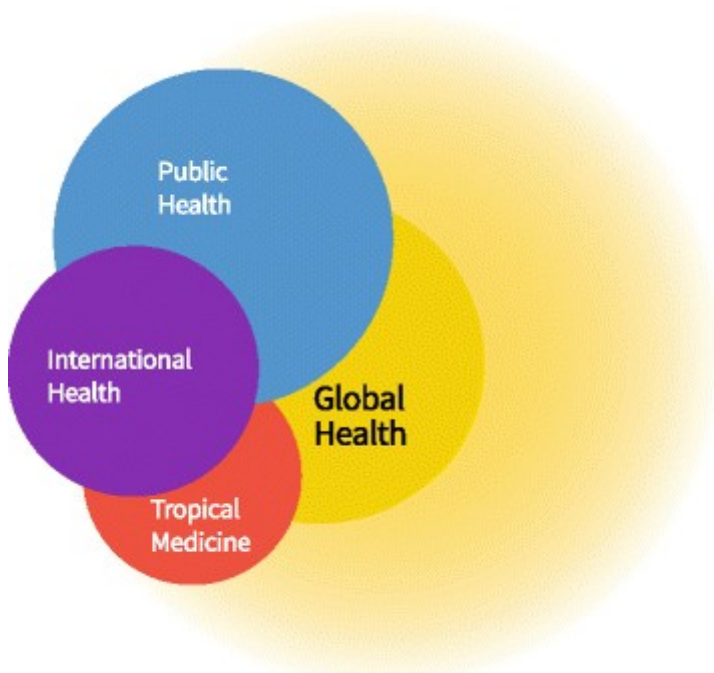 Public
Health
International
Health
Global
Health
Tropical
Medicine